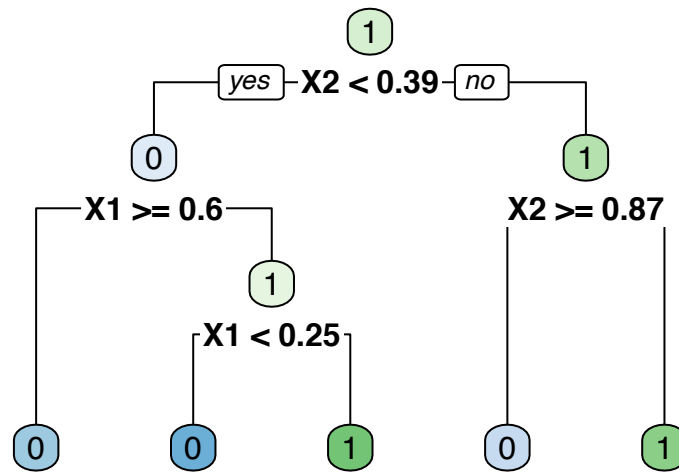 1
yes X2 < 0.39 no
0 1
X1 >= 0.6 X2 >= 0.87
1
X1 < 0.25
0 0 1 0 1